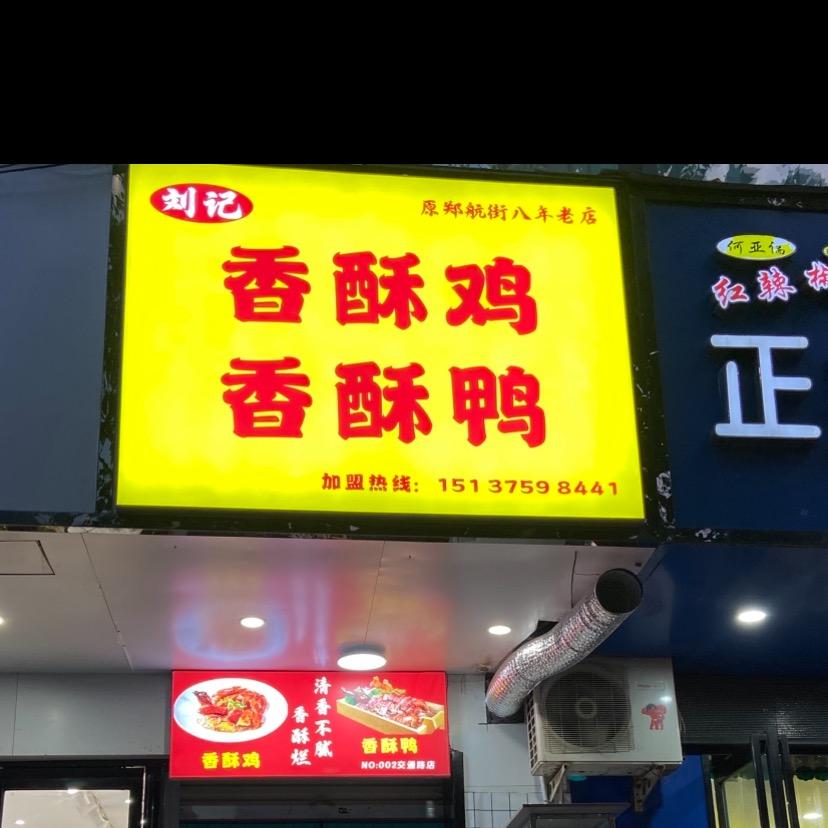 刘记
原郑航街八年老店
香酥鸡
香酥鸭
加盟热线：151 3759 8441
何亚儒
红辣
正
清香不腻
香酥烂
香酥鸡
香酥鸭
NO:002交通路店